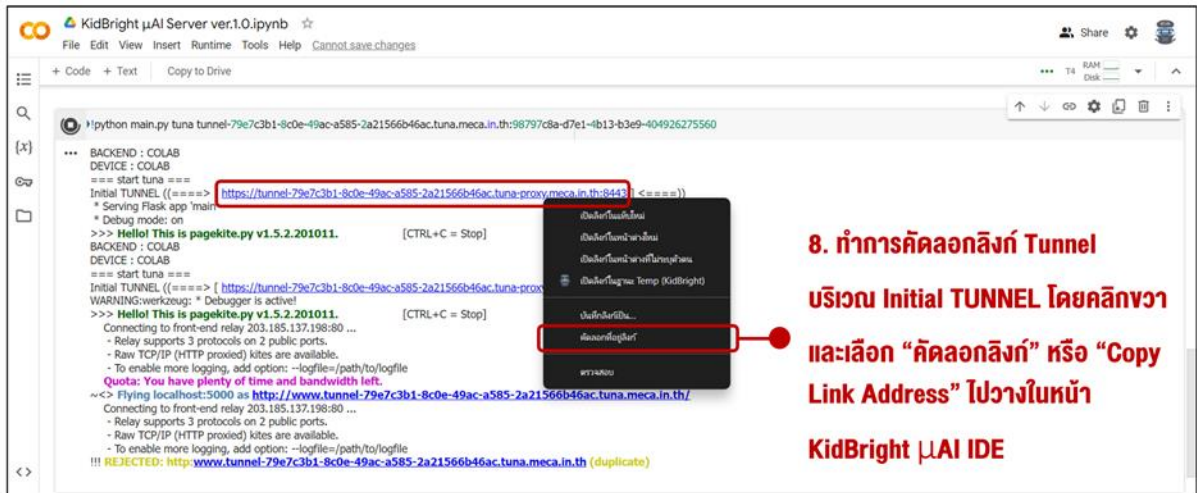 KidBright µAI Server ver.1.0.ipynb
File Edit View Insert Runtime Tools Help Cannot save changes
Share
+ Code + Text Copy to Drive
T4 RAM Disk
!python main.py tuna tunnel-79e7c3b1-8c0e-49ac-a585-2a21566b46ac.tuna.meca.in.th:98797c8a-d7e1-4b13-b3e9-404926275560
BACKEND : COLAB
DEVICE : COLAB
=== start tuna ===
Initial TUNNEL ((====> [ https://tunnel-79e7c3b1-8c0e-49ac-a585-2a21566b46ac.tuna-proxy.meca.in.th:8443 ] <====))
* Serving Flask app 'main'
* Debug mode: on
>>> Hello! This is pagekite.py v1.5.2.201011. [CTRL+C = Stop]
BACKEND : COLAB
DEVICE : COLAB
=== start tuna ===
Initial TUNNEL ((====> [ https://tunnel-79e7c3b1-8c0e-49ac-a585-2a21566b46ac.tuna-prox
WARNING:werkzeug: * Debugger is active!
>>> Hello! This is pagekite.py v1.5.2.201011. [CTRL+C = Stop]
Connecting to front-end relay 203.185.137.198:80 ...
- Relay supports 3 protocols on 2 public ports.
- Raw TCP/IP (HTTP proxied) kites are available.
- To enable more logging, add option: --logfile=/path/to/logfile
Quota: You have plenty of time and bandwidth left.
~<> Flying localhost:5000 as http://www.tunnel-79e7c3b1-8c0e-49ac-a585-2a21566b46ac.tuna.meca.in.th/
Connecting to front-end relay 203.185.137.198:80 ...
- Relay supports 3 protocols on 2 public ports.
- Raw TCP/IP (HTTP proxied) kites are available.
- To enable more logging, add option: --logfile=/path/to/logfile
!!! REJECTED: http:www.tunnel-79e7c3b1-8c0e-49ac-a585-2a21566b46ac.tuna.meca.in.th (duplicate)
เปิดลิงก์ในแท็บใหม่
เปิดลิงก์ในหน้าต่างใหม่
เปิดลิงก์ในหน้าต่างที่ไม่ระบุตัวตน
เปิดลิงก์ในฐานะ Temp (KidBright)
บันทึกลิงก์เป็น...
คัดลอกที่อยู่ลิงก์
ตรวจสอบ
8. ทำการคัดลอกลิงก์ Tunnel
บริเวณ Initial TUNNEL โดยคลิกขวา
และเลือก “คัดลอกลิงก์” หรือ “Copy
Link Address” ไปวางในหน้า
KidBright µAI IDE